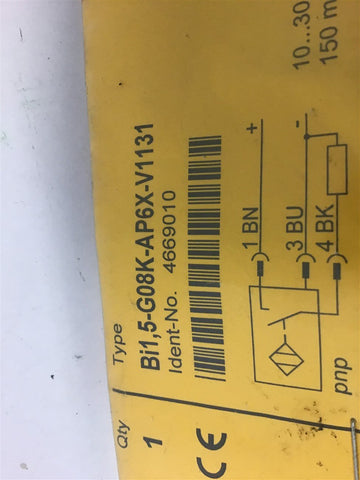 Type
Bi1,5-G08K-AP6X-V1131
Ident-No. 4669010
Qty
1
CE
+
-
1 BN
3 BU
4 BK
pnp
10...30
150 m